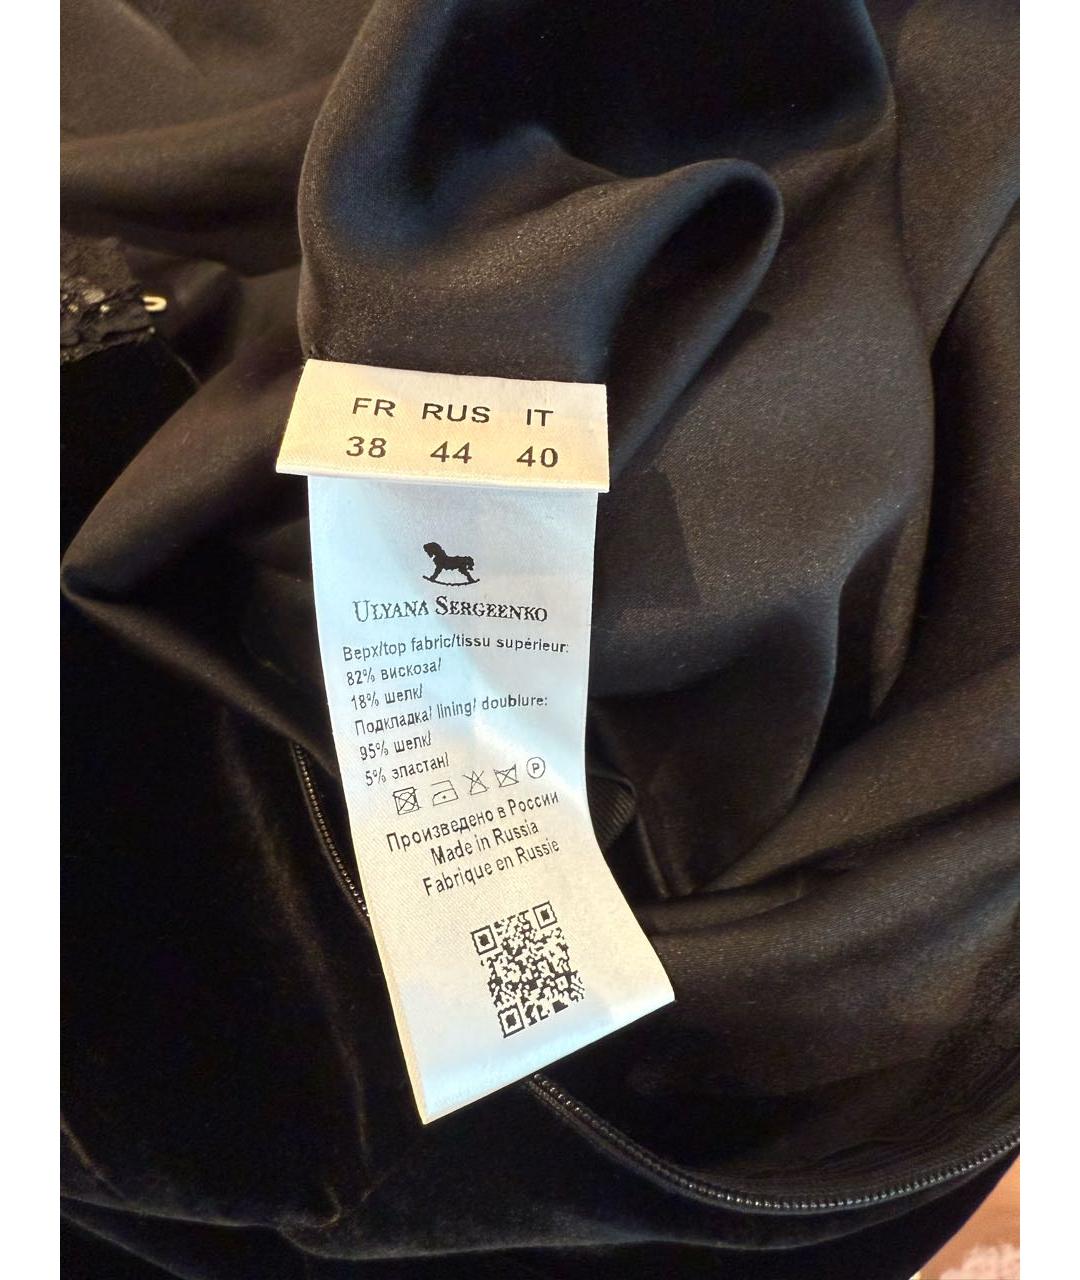 FR RUS IT
38 44 40
ULYANA SERGEENKO
Верх/top fabric/tissu supérieur:
82% вискоза/
18% шелк/
Подкладка/ lining/ doublure:
95% шелк/
5% эластан/
P
Произведено в России
Made in Russia
Fabrique en Russie